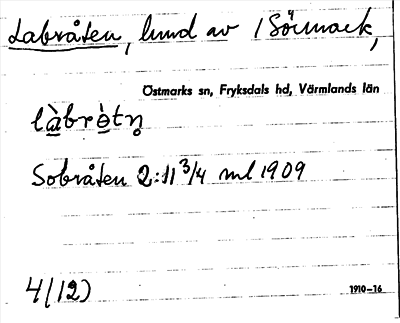 Labråten, lund av 1 Sörmark,
Östmarks sn, Fryksdals hd, Värmlands län
làbrètn̥
Sobråten 2:11 3/4 ml 1909
4(12)
1910-16